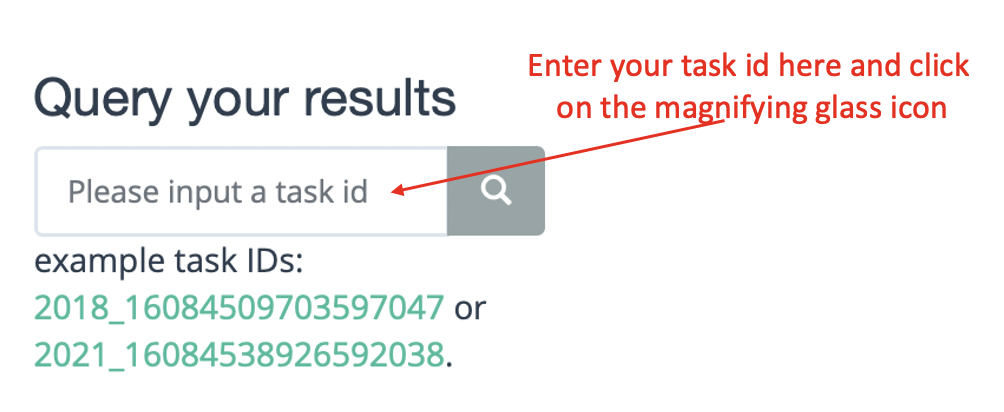 Enter your task id here and click
on the magnifying glass icon
Query your results
Please input a task id
example task IDs:
2018_16084509703597047 or
2021_16084538926592038.